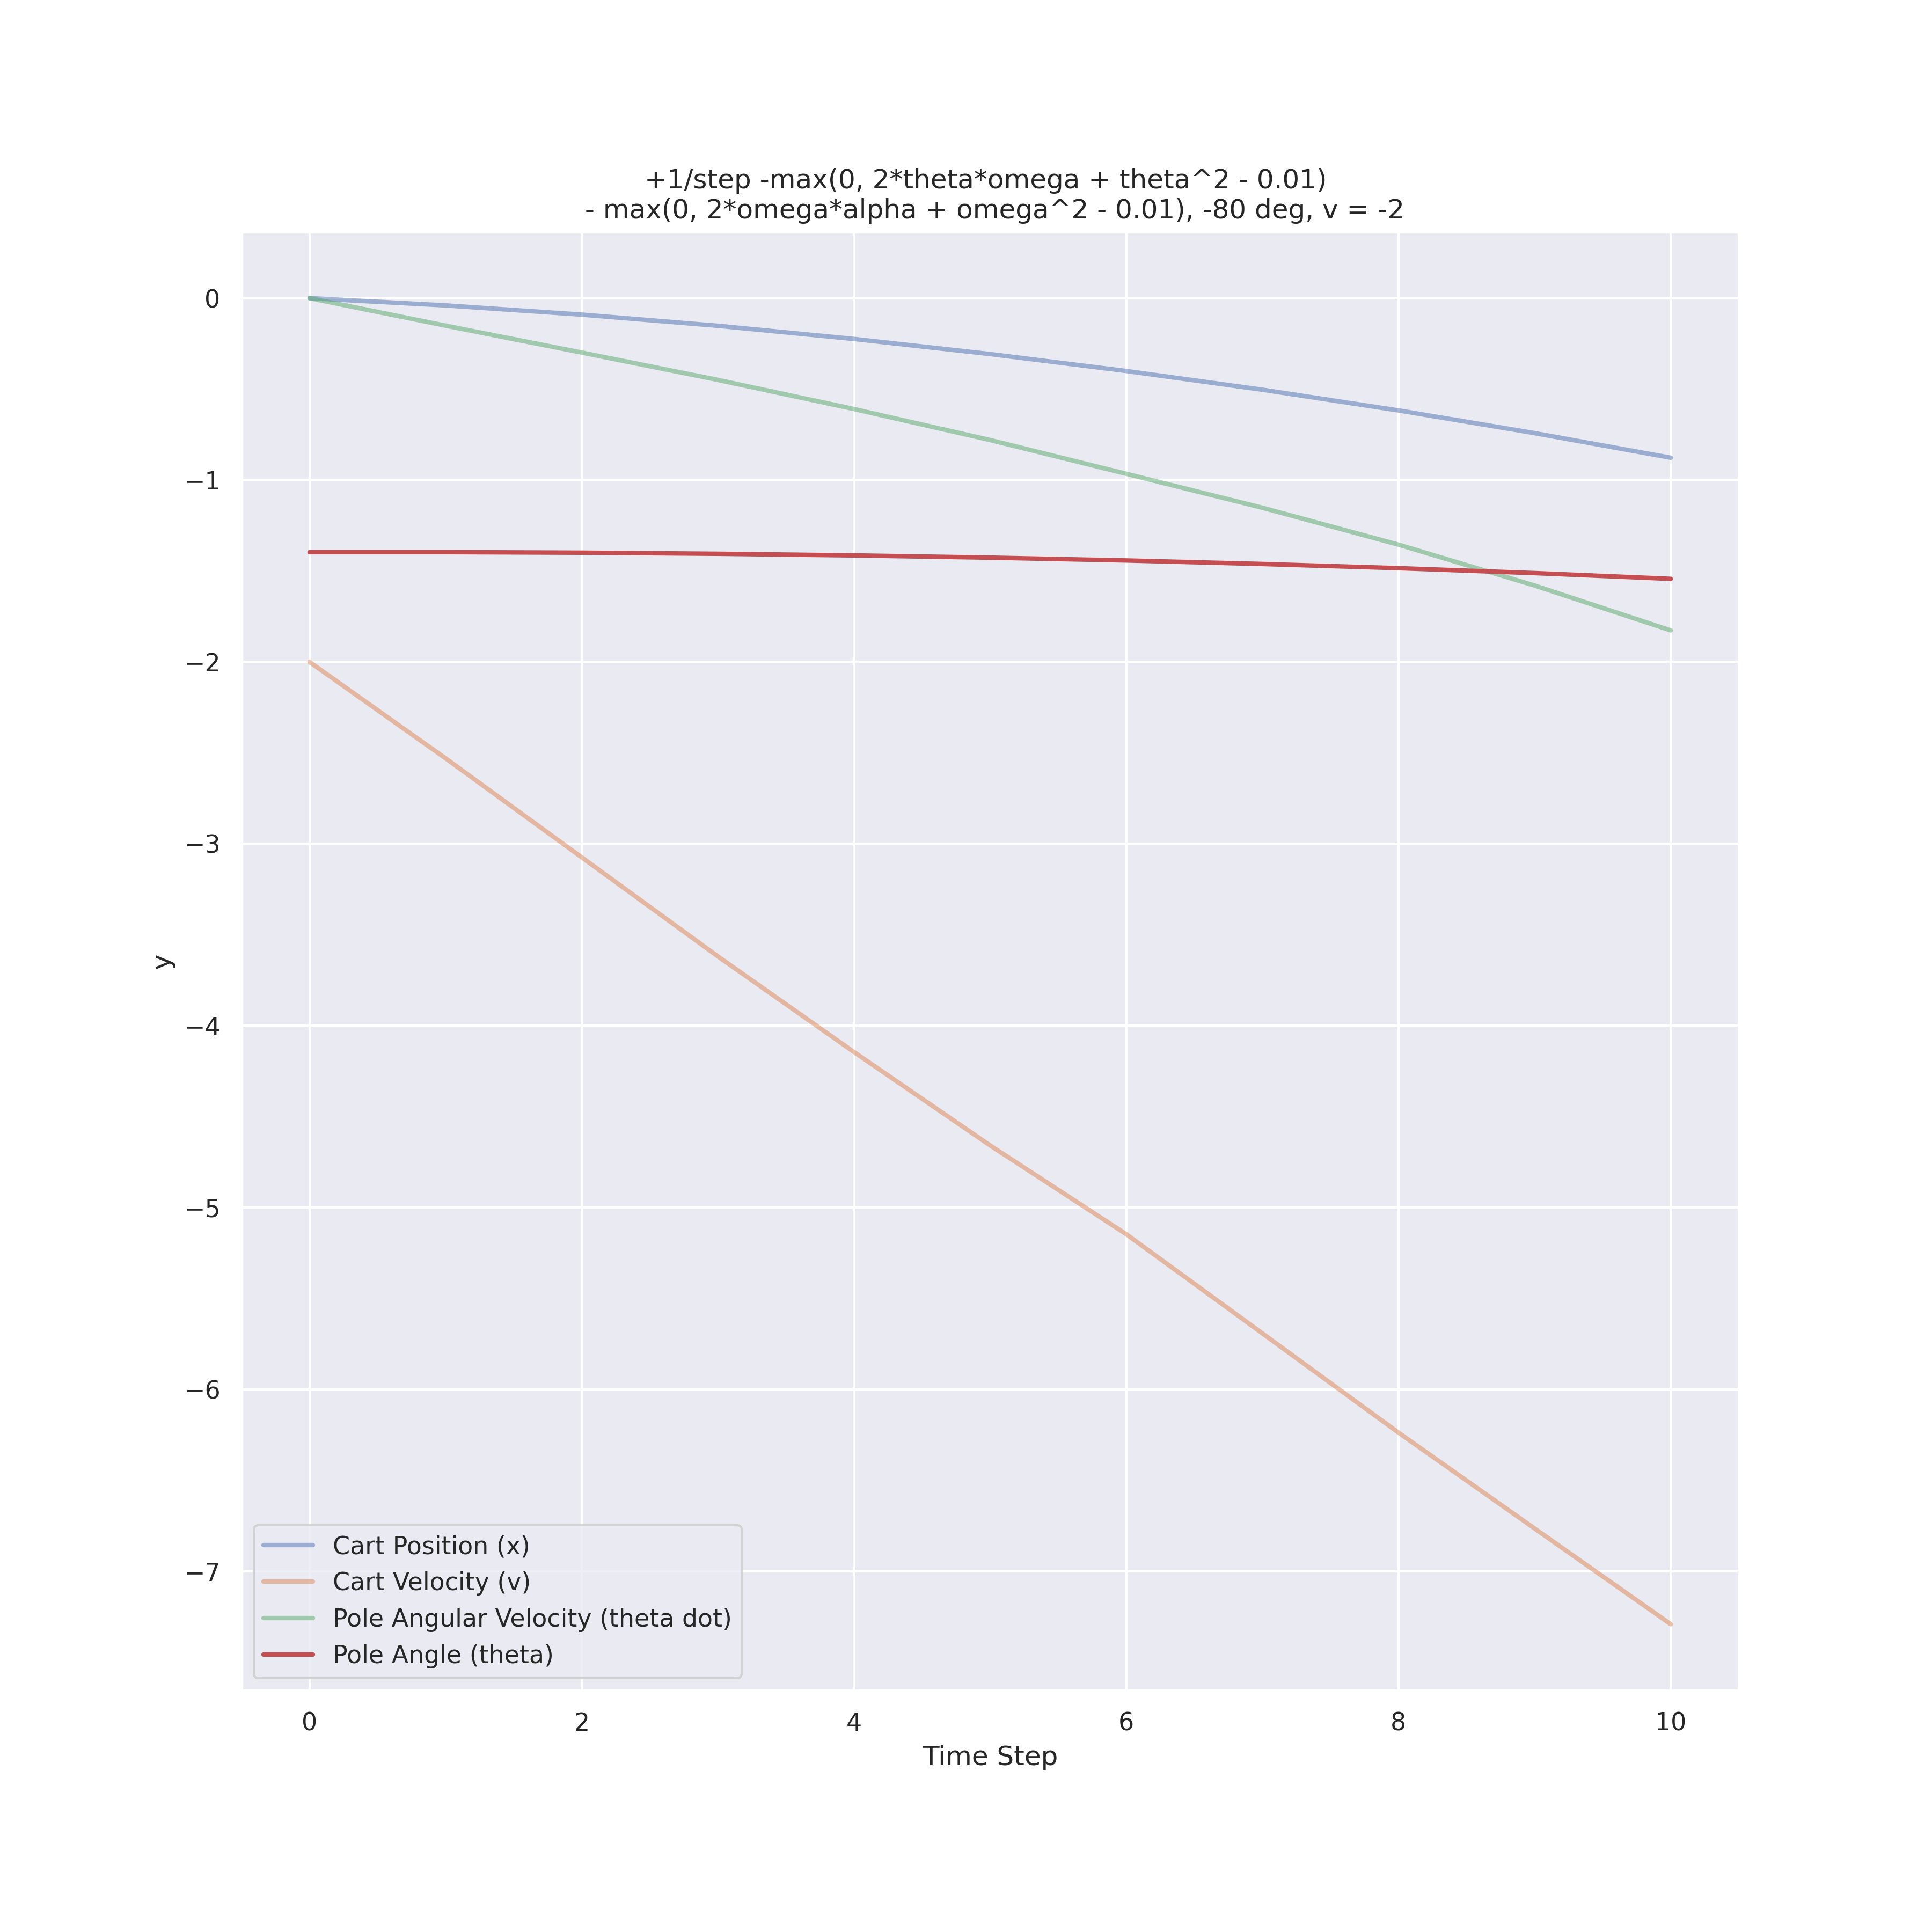 +1/step -max(0, 2*theta*omega + theta^2 - 0.01)
- max(0, 2*omega*alpha + omega^2 - 0.01), -80 deg, v = -2
0
−1
−2
−3
−4
−5
−6
−7
y
Cart Position (x)
Cart Velocity (v)
Pole Angular Velocity (theta dot)
Pole Angle (theta)
0 2 4 6 8 10
Time Step